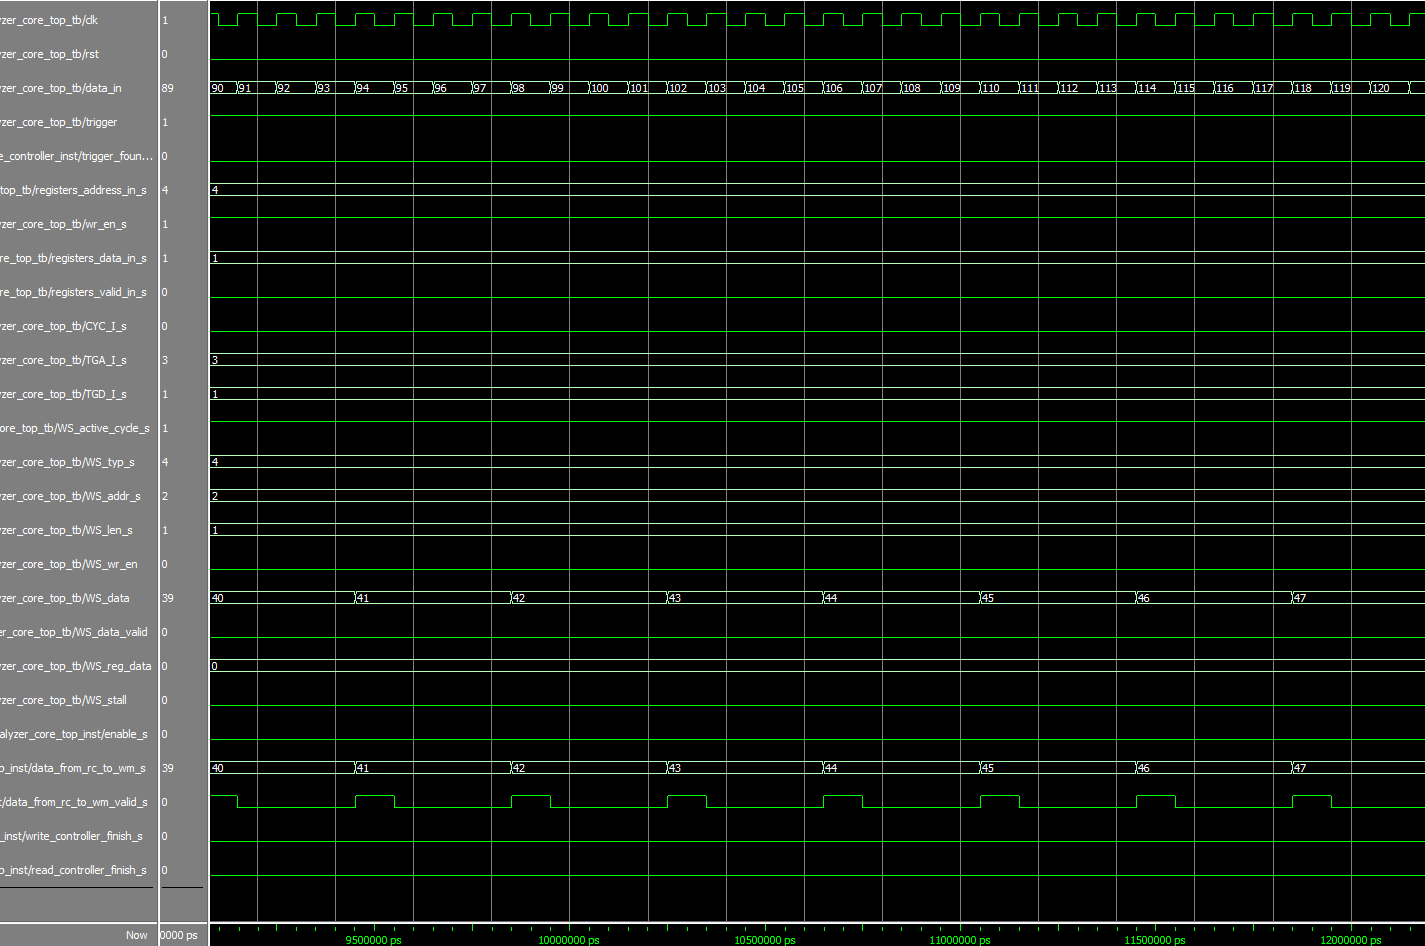 yzer_core_top_tb/clk 1
yzer_core_top_tb/rst 0
yzer_core_top_tb/data_in 89 90 91 92 93 94 95 96 97 98 99 100 101 102 103 104 105 106 107 108 109 110 111 112 113 114 115 116 117 118 119 120
yzer_core_top_tb/trigger 1
e_controller_inst/trigger_foun... 0
top_tb/registers_address_in_s 4 4
yzer_core_top_tb/wr_en_s 1
re_top_tb/registers_data_in_s 1 1
re_top_tb/registers_valid_in_s 0
yzer_core_top_tb/CYC_I_s 0
yzer_core_top_tb/TGA_I_s 3 3
yzer_core_top_tb/TGD_I_s 1 1
ore_top_tb/WS_active_cycle_s 1
yzer_core_top_tb/WS_typ_s 4 4
yzer_core_top_tb/WS_addr_s 2 2
yzer_core_top_tb/WS_len_s 1 1
yzer_core_top_tb/WS_wr_en 0
yzer_core_top_tb/WS_data 39 40 41 42 43 44 45 46 47
er_core_top_tb/WS_data_valid 0
yzer_core_top_tb/WS_reg_data 0 0
yzer_core_top_tb/WS_stall 0
alyzer_core_top_inst/enable_s 0
p_inst/data_from_rc_to_wm_s 39 40 41 42 43 44 45 46 47
t/data_from_rc_to_wm_valid_s 0
_inst/write_controller_finish_s 0
p_inst/read_controller_finish_s 0
Now 0000 ps 9500000 ps 10000000 ps 10500000 ps 11000000 ps 11500000 ps 12000000 ps